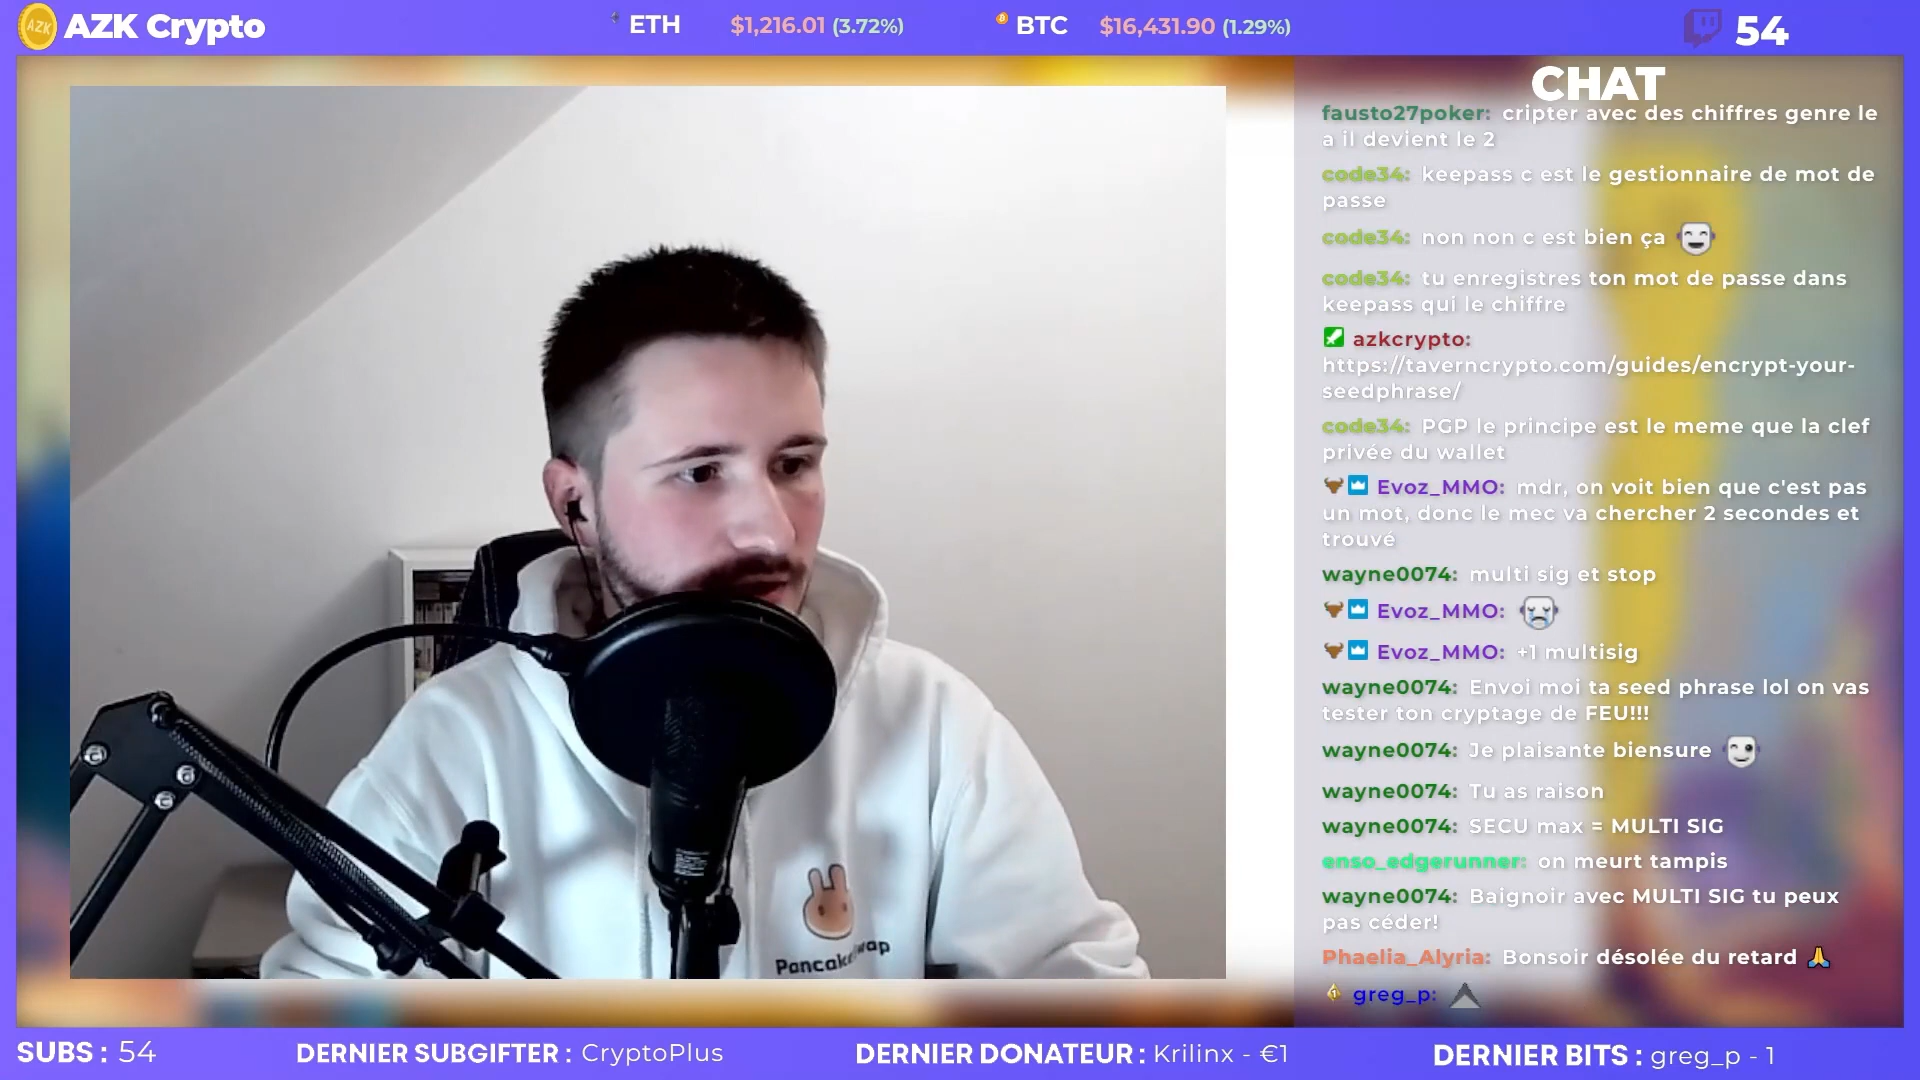 AZK
AZK Crypto
ETH $1,216.01 (3.72%)
BTC $16,431.90 (1.29%)
54
CHAT
fausto27poker: cripter avec des chiffres genre le
a il devient le 2
code34: keepass c est le gestionnaire de mot de
passe
code34: non non c est bien ça
code34: tu enregistres ton mot de passe dans
keepass qui le chiffre
azkcrypto:
https://taverncrypto.com/guides/encrypt-your-
seedphrase/
code34: PGP le principe est le meme que la clef
privée du wallet
Evoz_MMO: mdr, on voit bien que c'est pas
un mot, donc le mec va chercher 2 secondes et
trouvé
wayne0074: multi sig et stop
Evoz_MMO:
Evoz_MMO: +1 multisig
wayne0074: Envoi moi ta seed phrase lol on vas
tester ton cryptage de FEU!!!
wayne0074: Je plaisante biensure
wayne0074: Tu as raison
wayne0074: SECU max = MULTI SIG
enso_edgerunner: on meurt tampis
wayne0074: Baignoir avec MULTI SIG tu peux
pas céder!
Phaelia_Alyria: Bonsoir désolée du retard 🙏
greg_p:
SUBS : 54
DERNIER SUBGIFTER : CryptoPlus
DERNIER DONATEUR : Krilinx - €1
DERNIER BITS : greg_p - 1